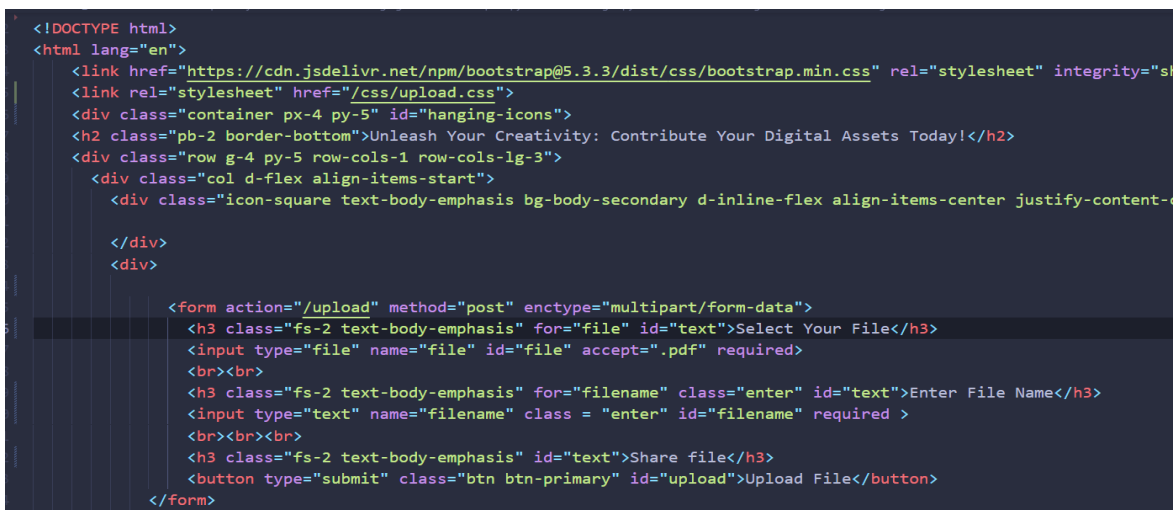 <!DOCTYPE html>
<html lang="en">
<link href="https://cdn.jsdelivr.net/npm/bootstrap@5.3.3/dist/css/bootstrap.min.css" rel="stylesheet" integrity="sh
<link rel="stylesheet" href="/css/upload.css">
<div class="container px-4 py-5" id="hanging-icons">
<h2 class="pb-2 border-bottom">Unleash Your Creativity: Contribute Your Digital Assets Today!</h2>
<div class="row g-4 py-5 row-cols-1 row-cols-lg-3">
<div class="col d-flex align-items-start">
<div class="icon-square text-body-emphasis bg-body-secondary d-inline-flex align-items-center justify-content-c
</div>
<div>
<form action="/upload" method="post" enctype="multipart/form-data">
<h3 class="fs-2 text-body-emphasis" for="file" id="text">Select Your File</h3>
<input type="file" name="file" id="file" accept=".pdf" required>
<br><br>
<h3 class="fs-2 text-body-emphasis" for="filename" class="enter" id="text">Enter File Name</h3>
<input type="text" name="filename" class = "enter" id="filename" required >
<br><br><br>
<h3 class="fs-2 text-body-emphasis" id="text">Share file</h3>
<button type="submit" class="btn btn-primary" id="upload">Upload File</button>
</form>